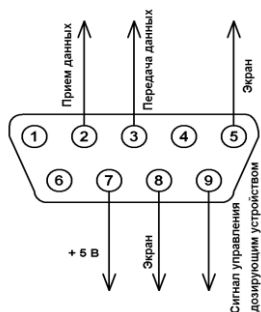 Прием данных
Передача данных
Экран
1 2 3 4 5
6 7 8 9
+ 5 В
Экран
Сигнал управления
дозирующим устройством